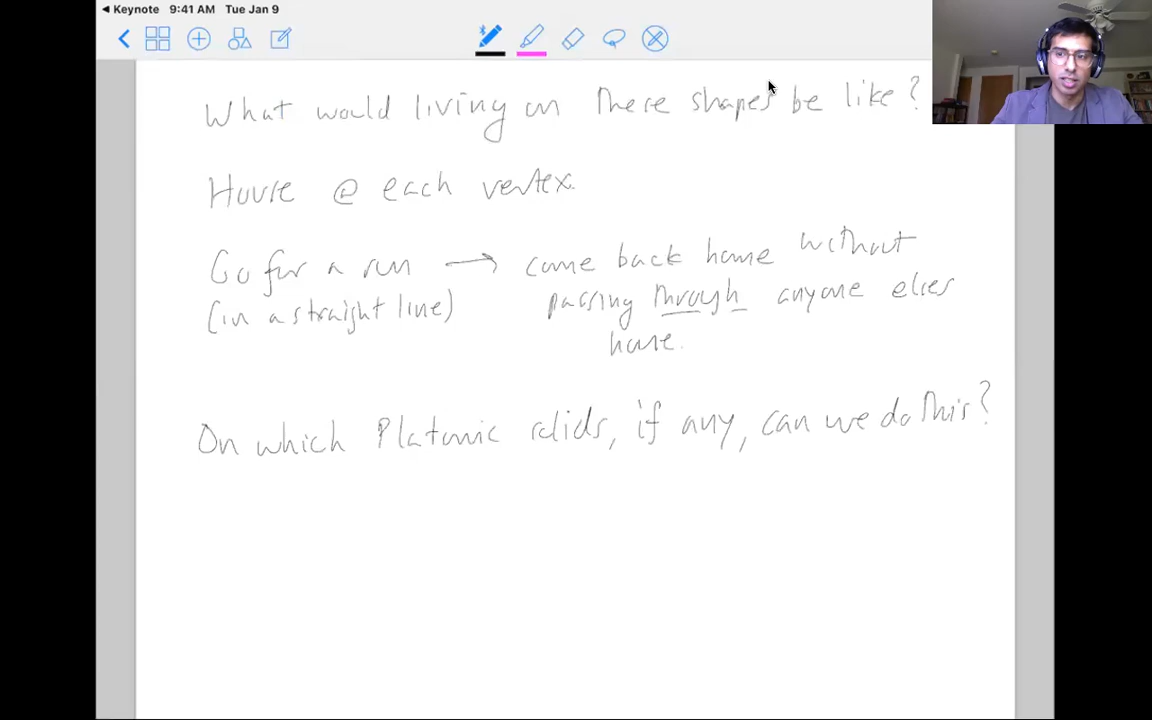 Keynote 9:41 AM Tue Jan 9
What would living on these shapes be like?
House @ each vertex.
Go for a run → come back home without
(in a straight line) passing through anyone elses
house.
On which Platonic solids, if any, can we do this?